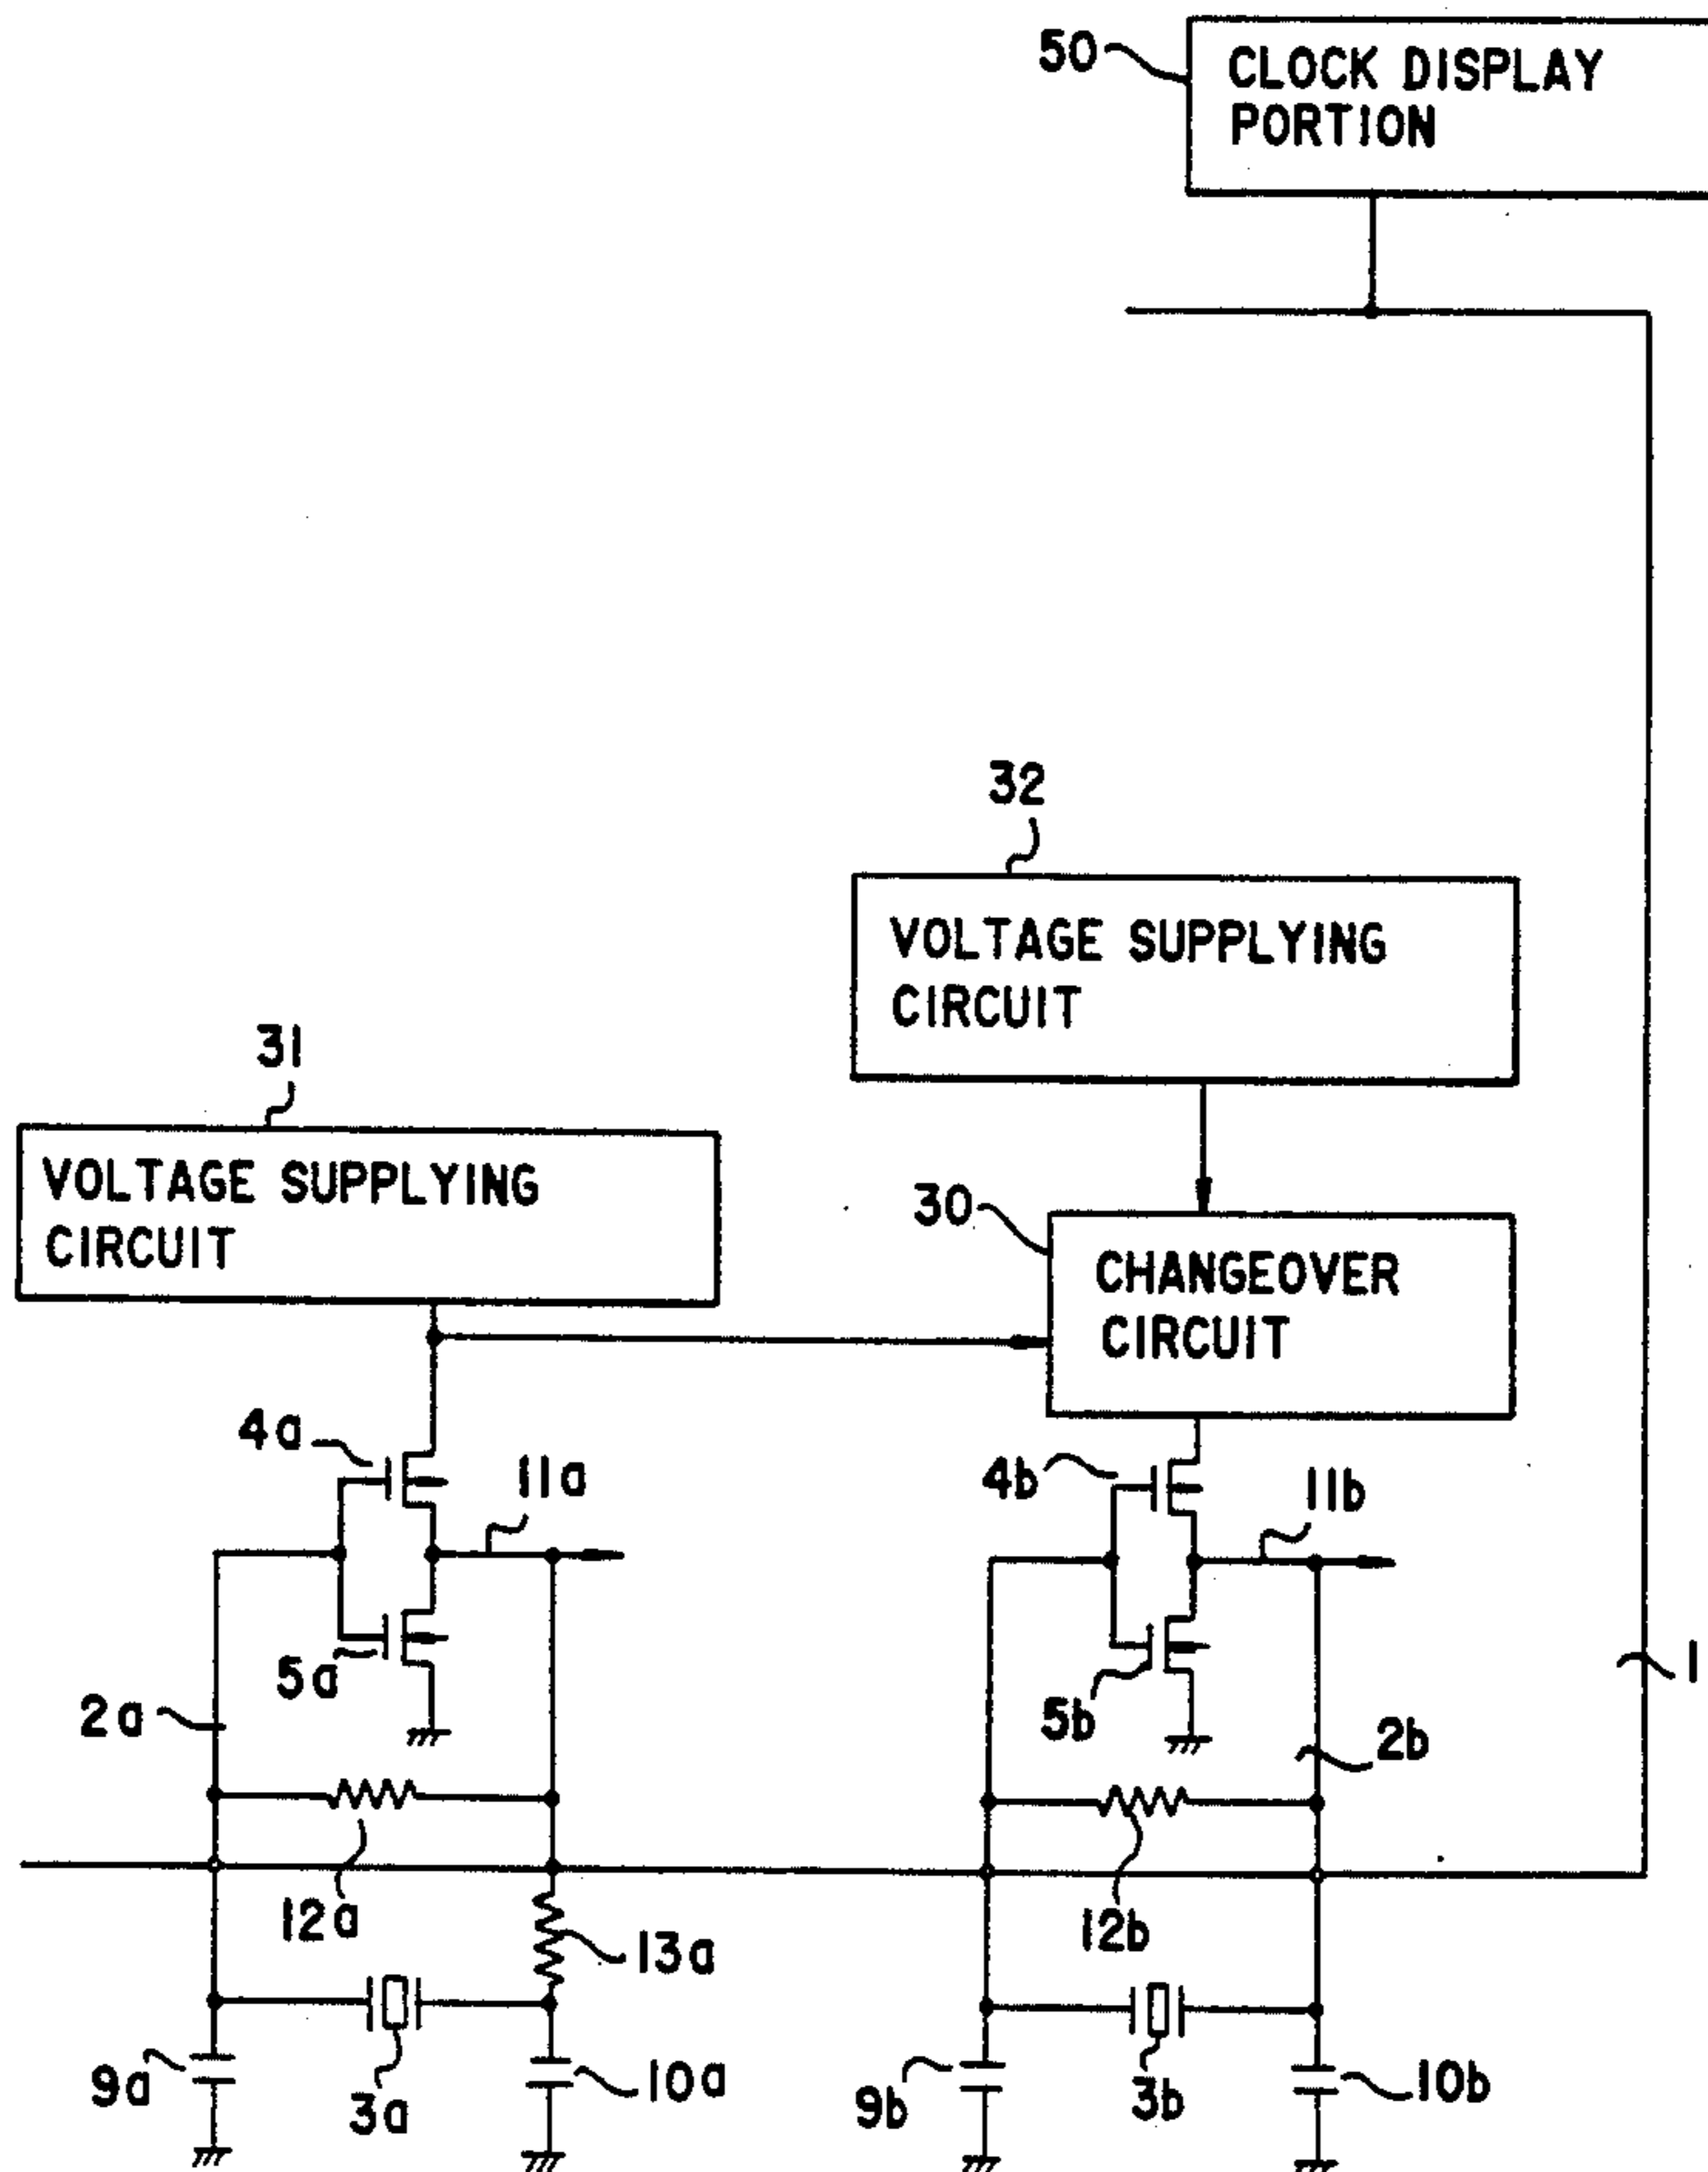 50
CLOCK DISPLAY
PORTION
32
VOLTAGE SUPPLYING
CIRCUIT
31
VOLTAGE SUPPLYING
CIRCUIT
30
CHANGEOVER
CIRCUIT
4a
11a
4b
11b
5a
2a
5b
2b
1
12a
13a
12b
9a
3a
10a
9b
3b
10b